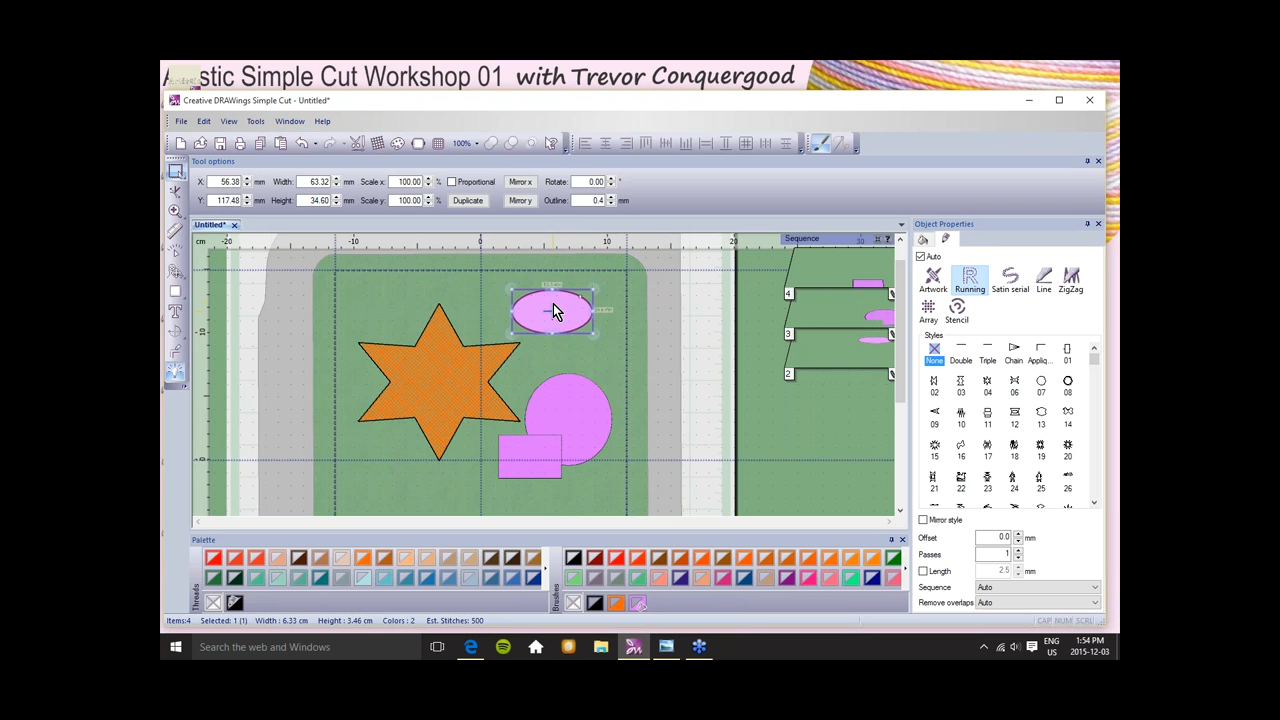 Artistic Simple Cut Workshop 01 with Trevor Conquergood
Creative DRAWings Simple Cut - Untitled*
File Edit View Tools Window Help
100%
Tool options
X: 56.38 mm Width: 63.32 mm Scale x: 100.00 % Proportional Mirror x Rotate: 0.00 °
Y: 117.48 mm Height: 34.60 mm Scale y: 100.00 % Duplicate Mirror y Outline: 0.4 mm
Untitled*
Object Properties
cm -20 -10 0 10 20 30
Sequence
Auto
Artwork Running Satin serial Line ZigZag
Array Stencil
4
3
2
Styles
None Double Triple Chain Appliq... 01
02 03 04 06 07 08
09 10 11 12 13 14
15 16 17 18 19 20
21 22 23 24 25 26
Mirror style
Offset 0.0 mm
Passes 1
Length 2.5 mm
Sequence Auto
Remove overlaps Auto
Palette
Threads
Brushes
Items:4 Selected: 1 (1) Width : 6.33 cm Height : 3.46 cm Colors : 2 Est. Stitches: 500 CAP NUM SCRL
Search the web and Windows
ENG
US
1:54 PM
2015-12-03